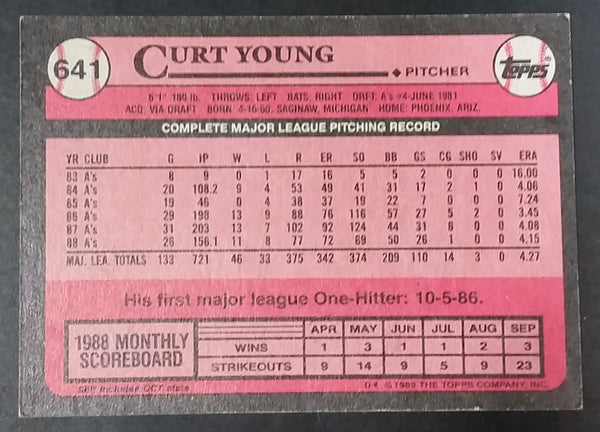 641
CURT YOUNG
PITCHER
Topps®
6'1" 180 lb. THROWS: LEFT BATS: RIGHT DRFT: A's #4-JUNE 1981
ACQ: VIA DRAFT BORN: 4-16-60, SAGINAW, MICHIGAN HOME: PHOENIX, ARIZ.
COMPLETE MAJOR LEAGUE PITCHING RECORD
YR CLUB G IP W L R ER SO BB GS CG SHO SV ERA
83 A's 8 9 0 1 17 16 5 5 2 0 0 0 16.00
84 A's 20 108.2 9 4 53 49 41 31 17 2 1 0 4.06
85 A's 19 46 0 4 38 37 19 22 7 0 0 0 7.24
86 A's 29 198 13 9 88 76 116 57 27 5 2 0 3.45
87 A's 31 203 13 7 102 92 124 44 31 6 0 0 4.08
88 A's 26 156.1 11 8 77 72 69 50 26 1 0 0 4.15
MAJ. LEA. TOTALS 133 721 46 33 375 342 374 209 110 14 3 0 4.27
His first major league One-Hitter: 10-5-86.
1988 MONTHLY SCOREBOARD
APR MAY JUN JUL AUG SEP
WINS 1 3 1 1 2 3
STRIKEOUTS 9 14 9 5 9 23
SEP includes OCT stats
D* © 1989 THE TOPPS COMPANY, INC.